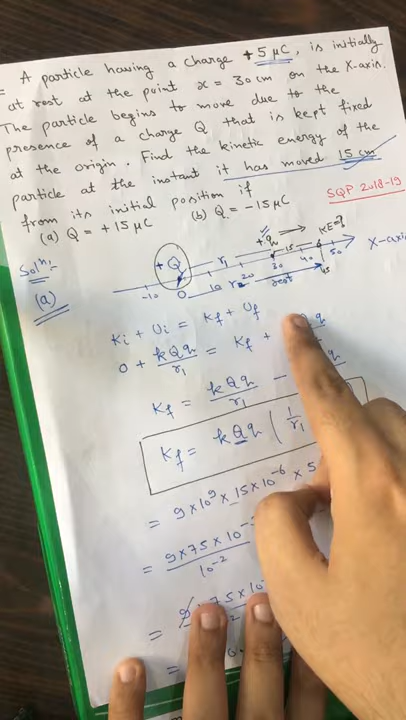 = A particle having a charge +5 μC, is initially
at rest at the point x = 30 cm on the X-axis.
The particle begins to move due to the
presence of a charge Q that is kept fixed
at the origin. Find the kinetic energy of the
particle at the instant it has moved 15 cm
from its initial position if
SQP 2018-19
(a) Q = +15 μC (b) Q = -15 μC
Solⁿ:
(a)
+Q r₁ +q 15 KE=?
-10 0 10 20 30 40 50 X-axis
r₂ rest 45
Ki + Ui = Kf + Uf
0 + kQq/r₁ = Kf +
Kf = kQq/r₁ -
Kf = kQq (1/r₁
= 9×10⁹ × 15×10⁻⁶ × 5
= 9×75×10⁻ / 10⁻²
= 9×75×10
=